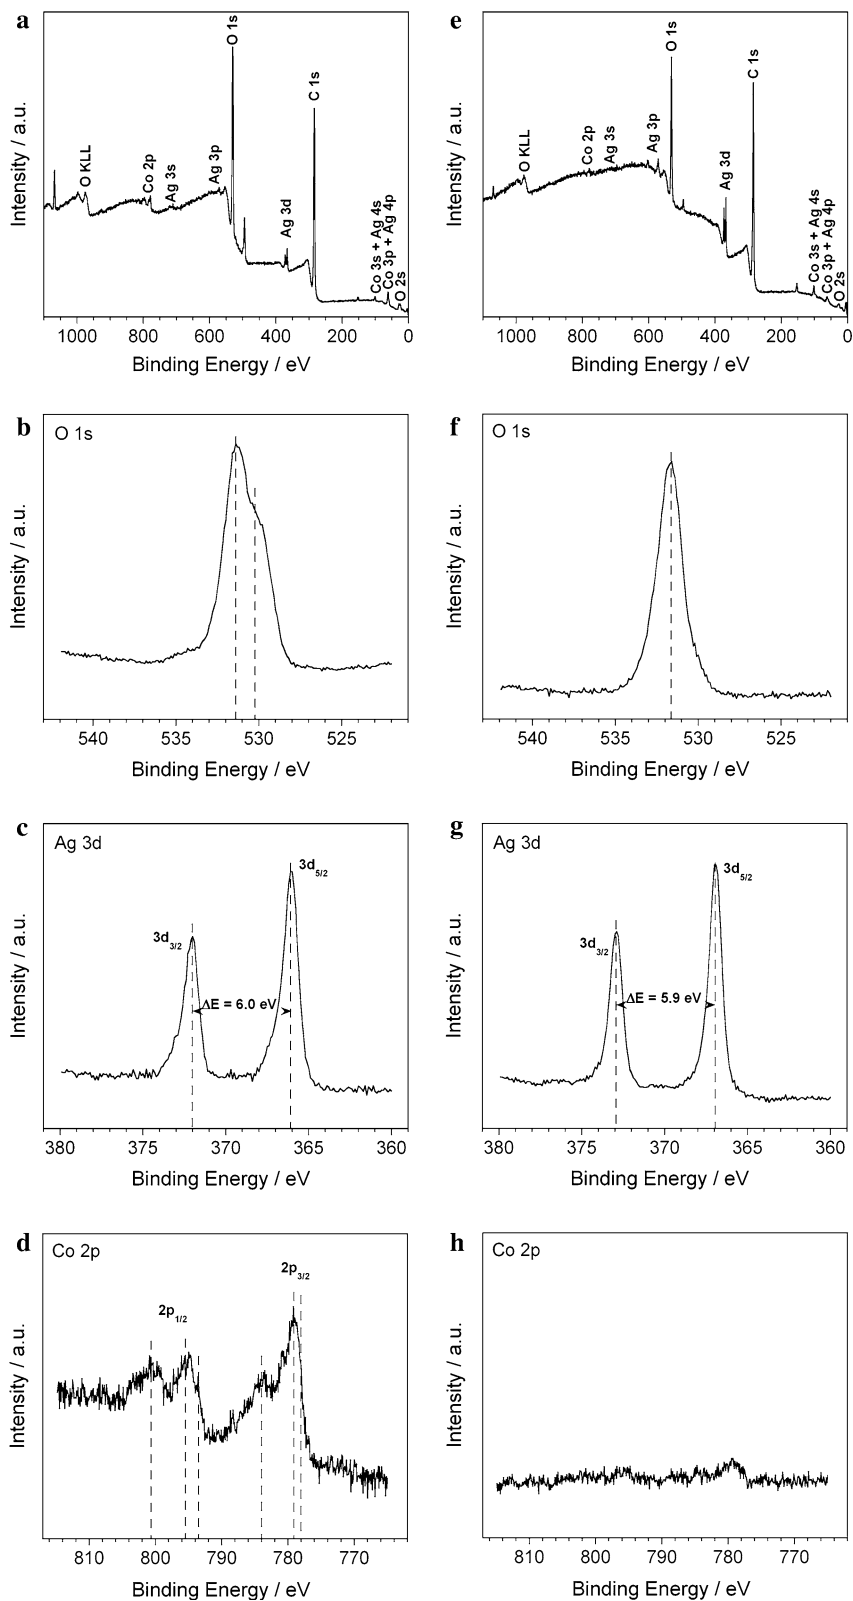 a
Intensity / a.u.
O KLL
Co 2p
Ag 3s
Ag 3p
O 1s
Ag 3d
C 1s
Co 3s + Ag 4s
Co 3p + Ag 4p
O 2s
1000 800 600 400 200 0
Binding Energy / eV
e
Intensity / a.u.
O KLL
Co 2p
Ag 3s
Ag 3p
O 1s
Ag 3d
C 1s
Co 3s + Ag 4s
Co 3p + Ag 4p
O 2s
1000 800 600 400 200 0
Binding Energy / eV
b
O 1s
Intensity / a.u.
540 535 530 525
Binding Energy / eV
f
O 1s
Intensity / a.u.
540 535 530 525
Binding Energy / eV
c
Ag 3d
Intensity / a.u.
3d5/2
3d3/2
ΔE = 6.0 eV
380 375 370 365 360
Binding Energy / eV
g
Ag 3d
Intensity / a.u.
3d5/2
3d3/2
ΔE = 5.9 eV
380 375 370 365 360
Binding Energy / eV
d
Co 2p
Intensity / a.u.
2p3/2
2p1/2
810 800 790 780 770
Binding Energy / eV
h
Co 2p
Intensity / a.u.
810 800 790 780 770
Binding Energy / eV